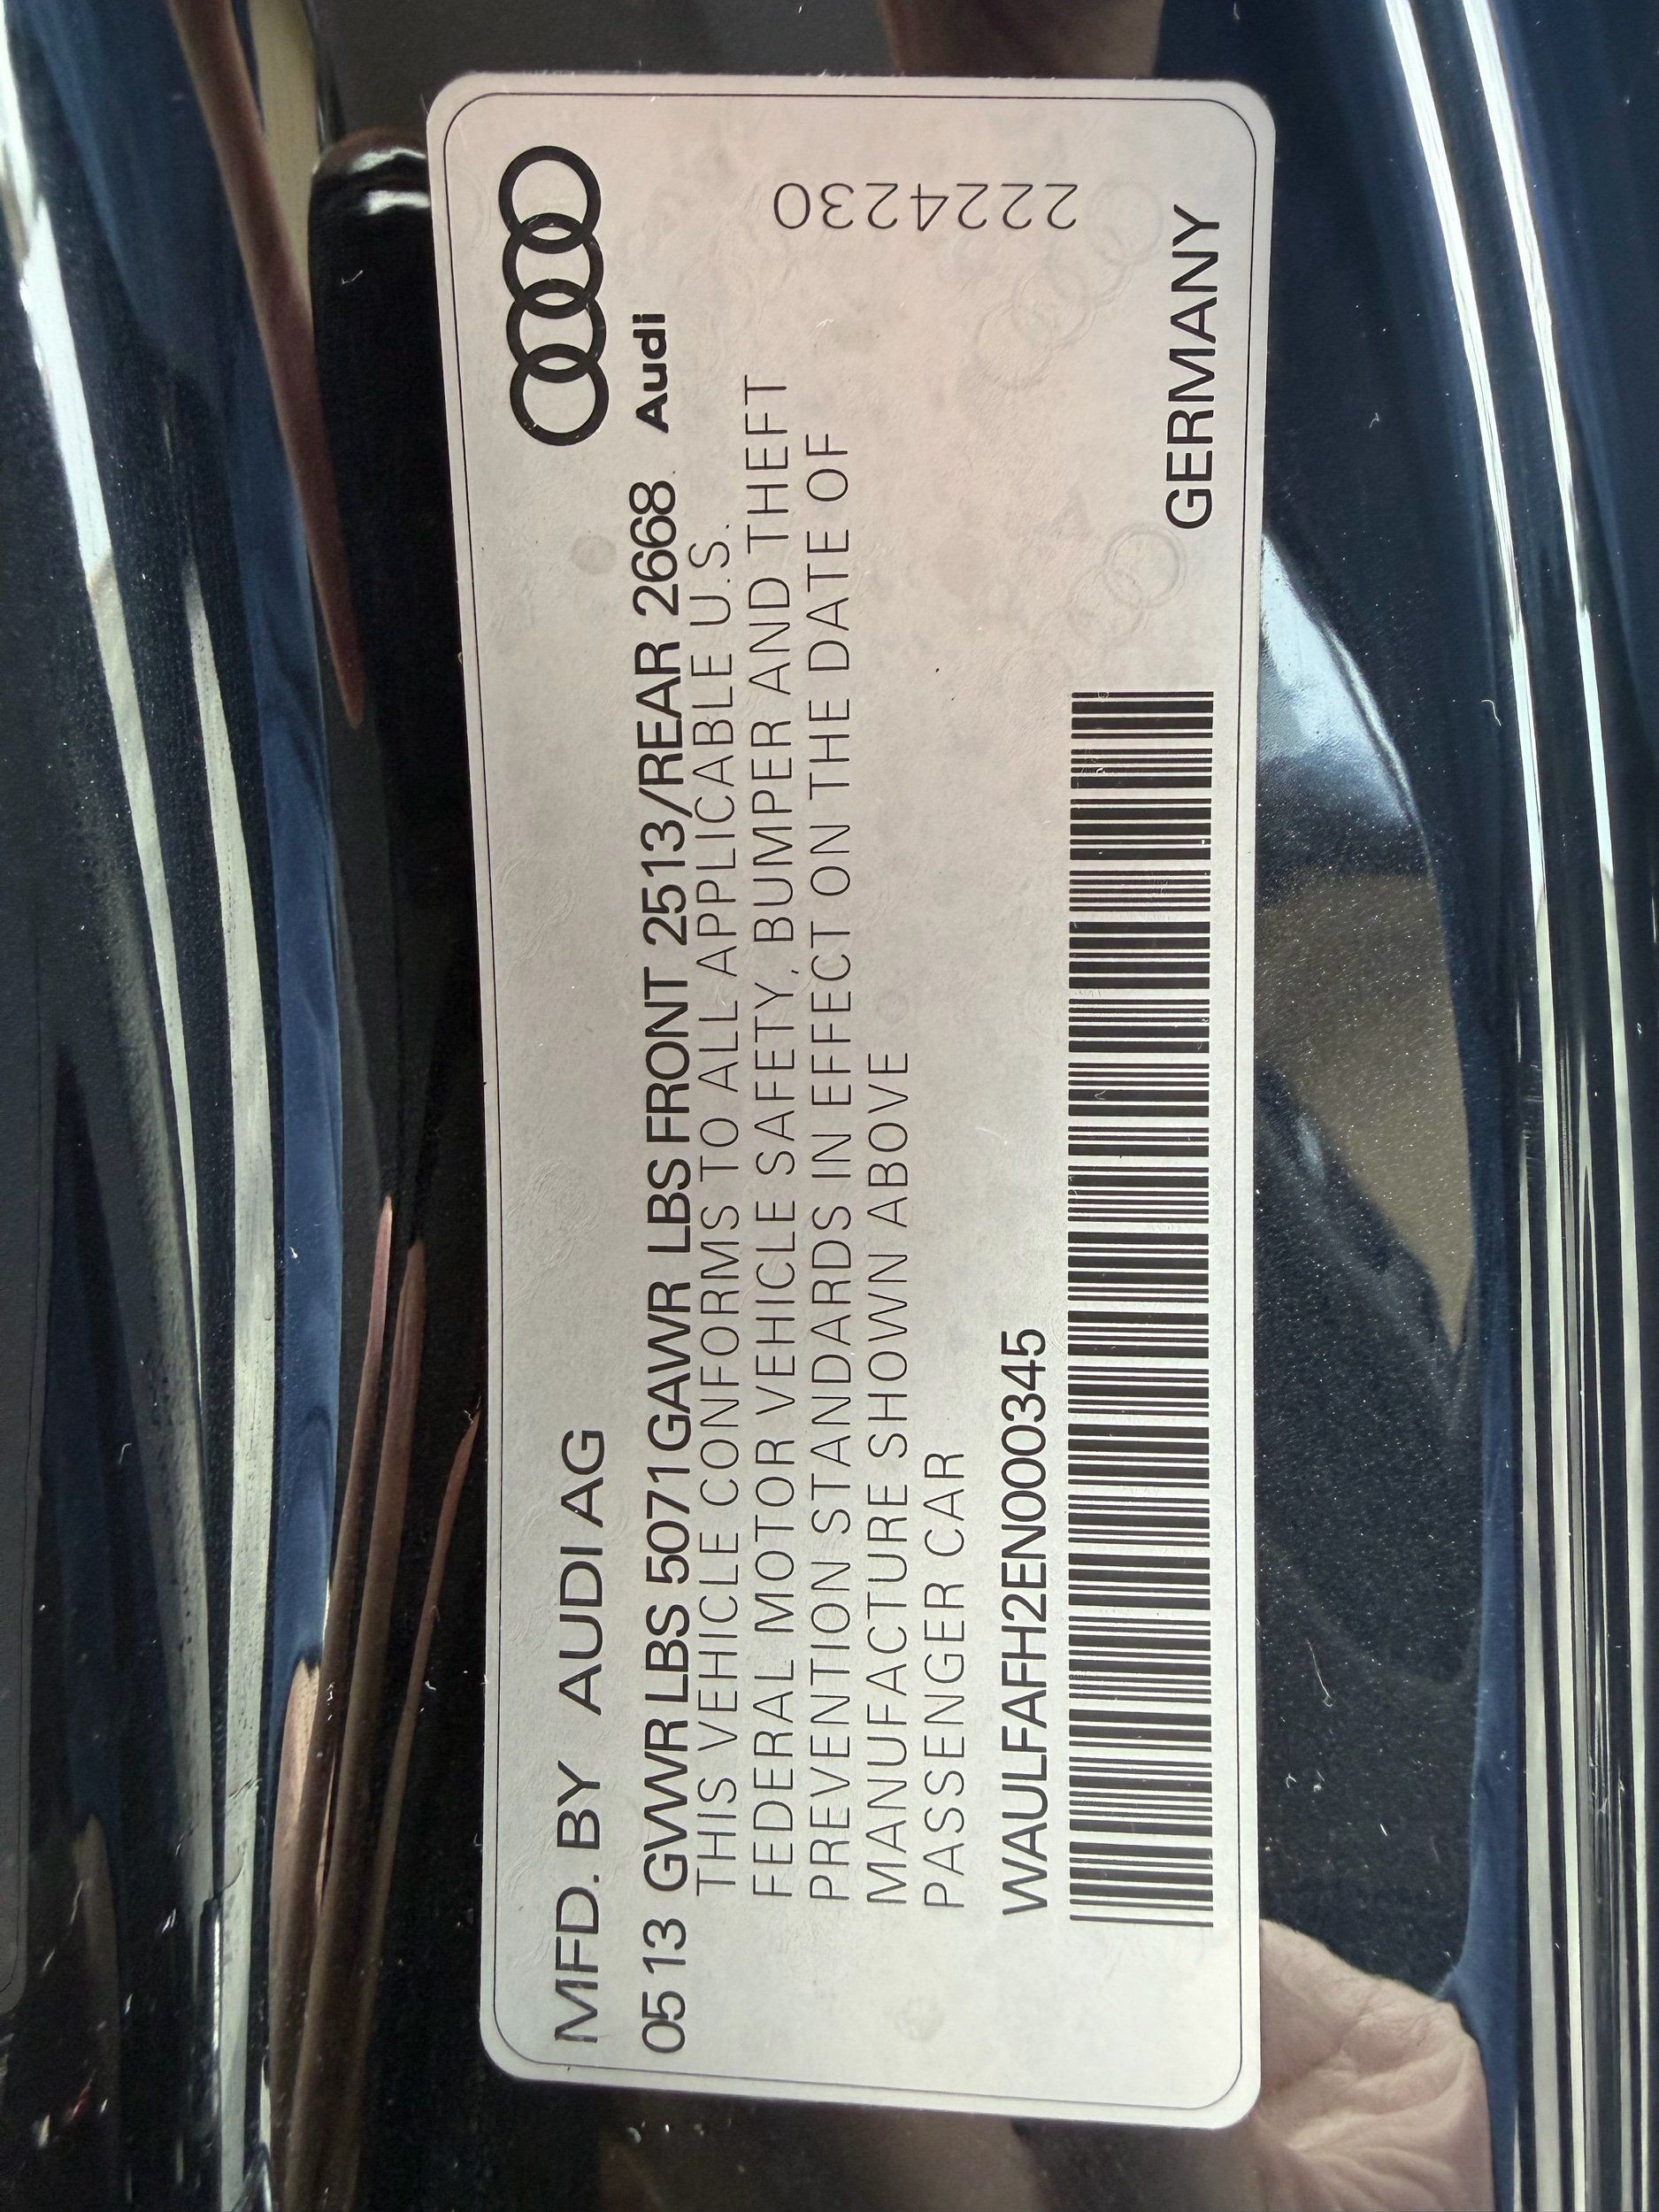 MFD. BY AUDI AG
Audi
05 13 GVWR LBS 5071 GAWR LBS FRONT 2513/REAR 2668
THIS VEHICLE CONFORMS TO ALL APPLICABLE U.S.
FEDERAL MOTOR VEHICLE SAFETY, BUMPER AND THEFT
PREVENTION STANDARDS IN EFFECT ON THE DATE OF
MANUFACTURE SHOWN ABOVE
PASSENGER CAR
2224230
WAULFAFH2EN000345
GERMANY